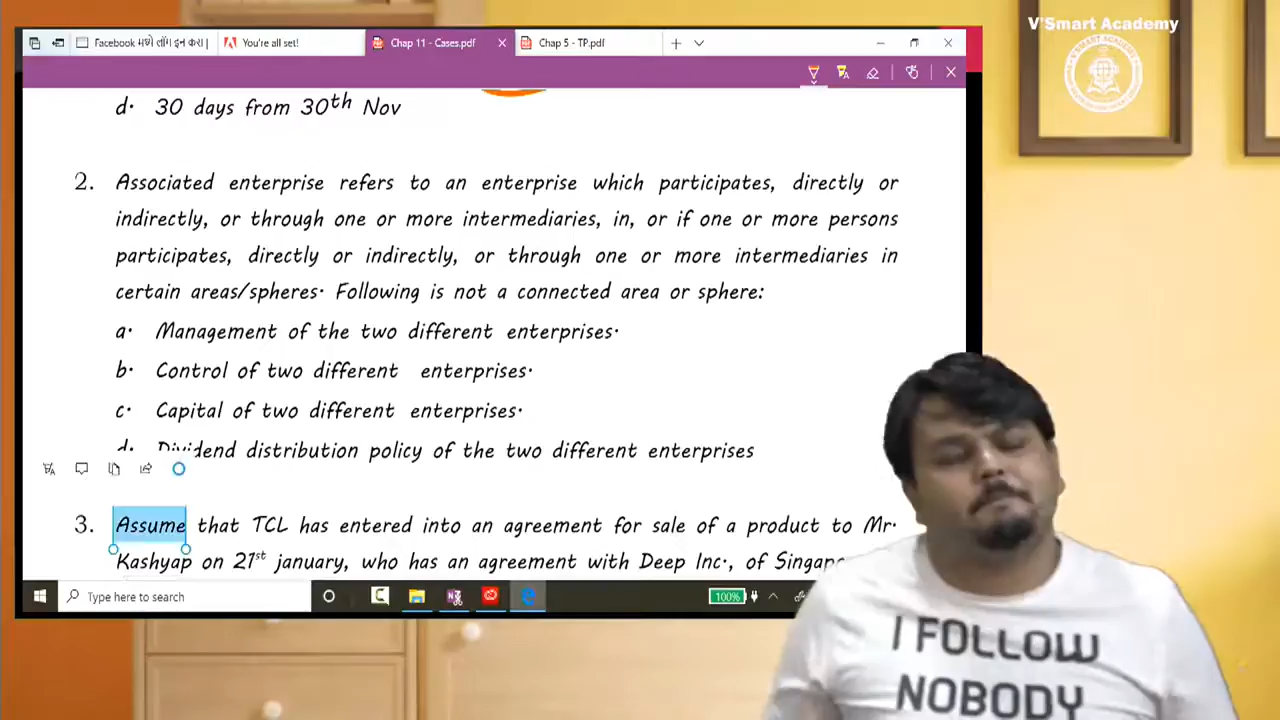 V'Smart Academy
Facebook मध्ये लॉग इन करा |
You're all set!
Chap 11 - Cases.pdf
Chap 5 - TP.pdf
d. 30 days from 30th Nov
2. Associated enterprise refers to an enterprise which participates, directly or
indirectly, or through one or more intermediaries, in, or if one or more persons
participates, directly or indirectly, or through one or more intermediaries in
certain areas/spheres. Following is not a connected area or sphere:
a. Management of the two different enterprises.
b. Control of two different enterprises.
c. Capital of two different enterprises.
d. Dividend distribution policy of the two different enterprises
3. Assume that TCL has entered into an agreement for sale of a product to Mr.
Kashyap on 21st january, who has an agreement with Deep Inc., of
Type here to search
100%
I FOLLOW
NOBODY